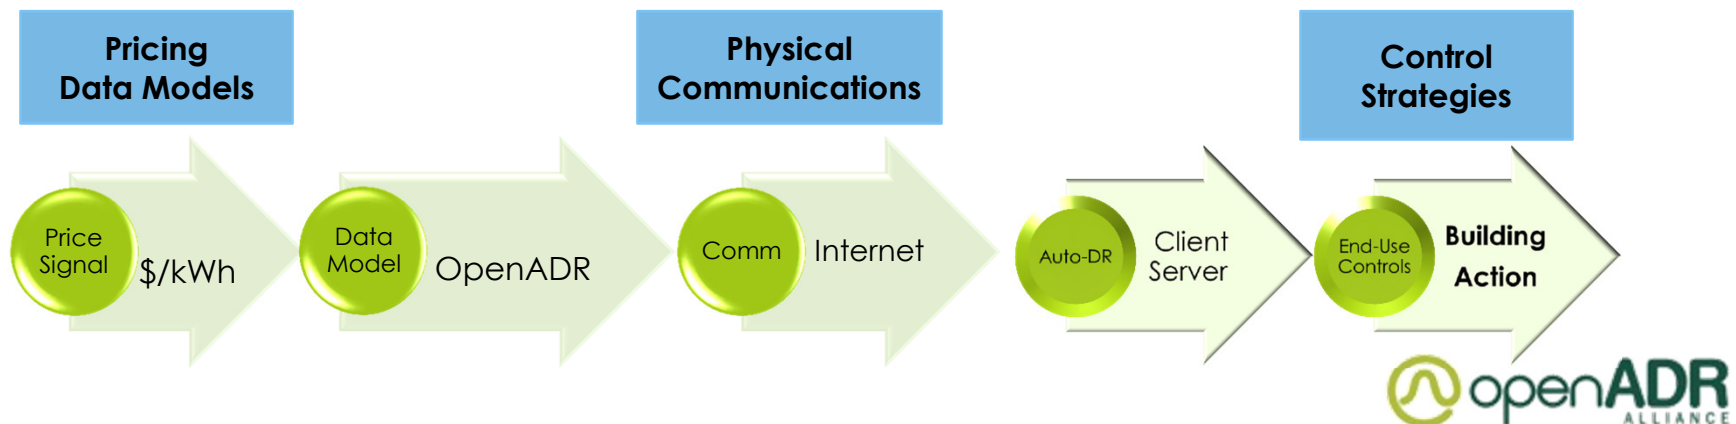 Pricing
Data Models
Physical
Communications
Control
Strategies
Price
Signal
$/kWh
Data
Model
OpenADR
Comm
Internet
Auto-DR
Client
Server
End-Use
Controls
Building
Action
openADR
ALLIANCE